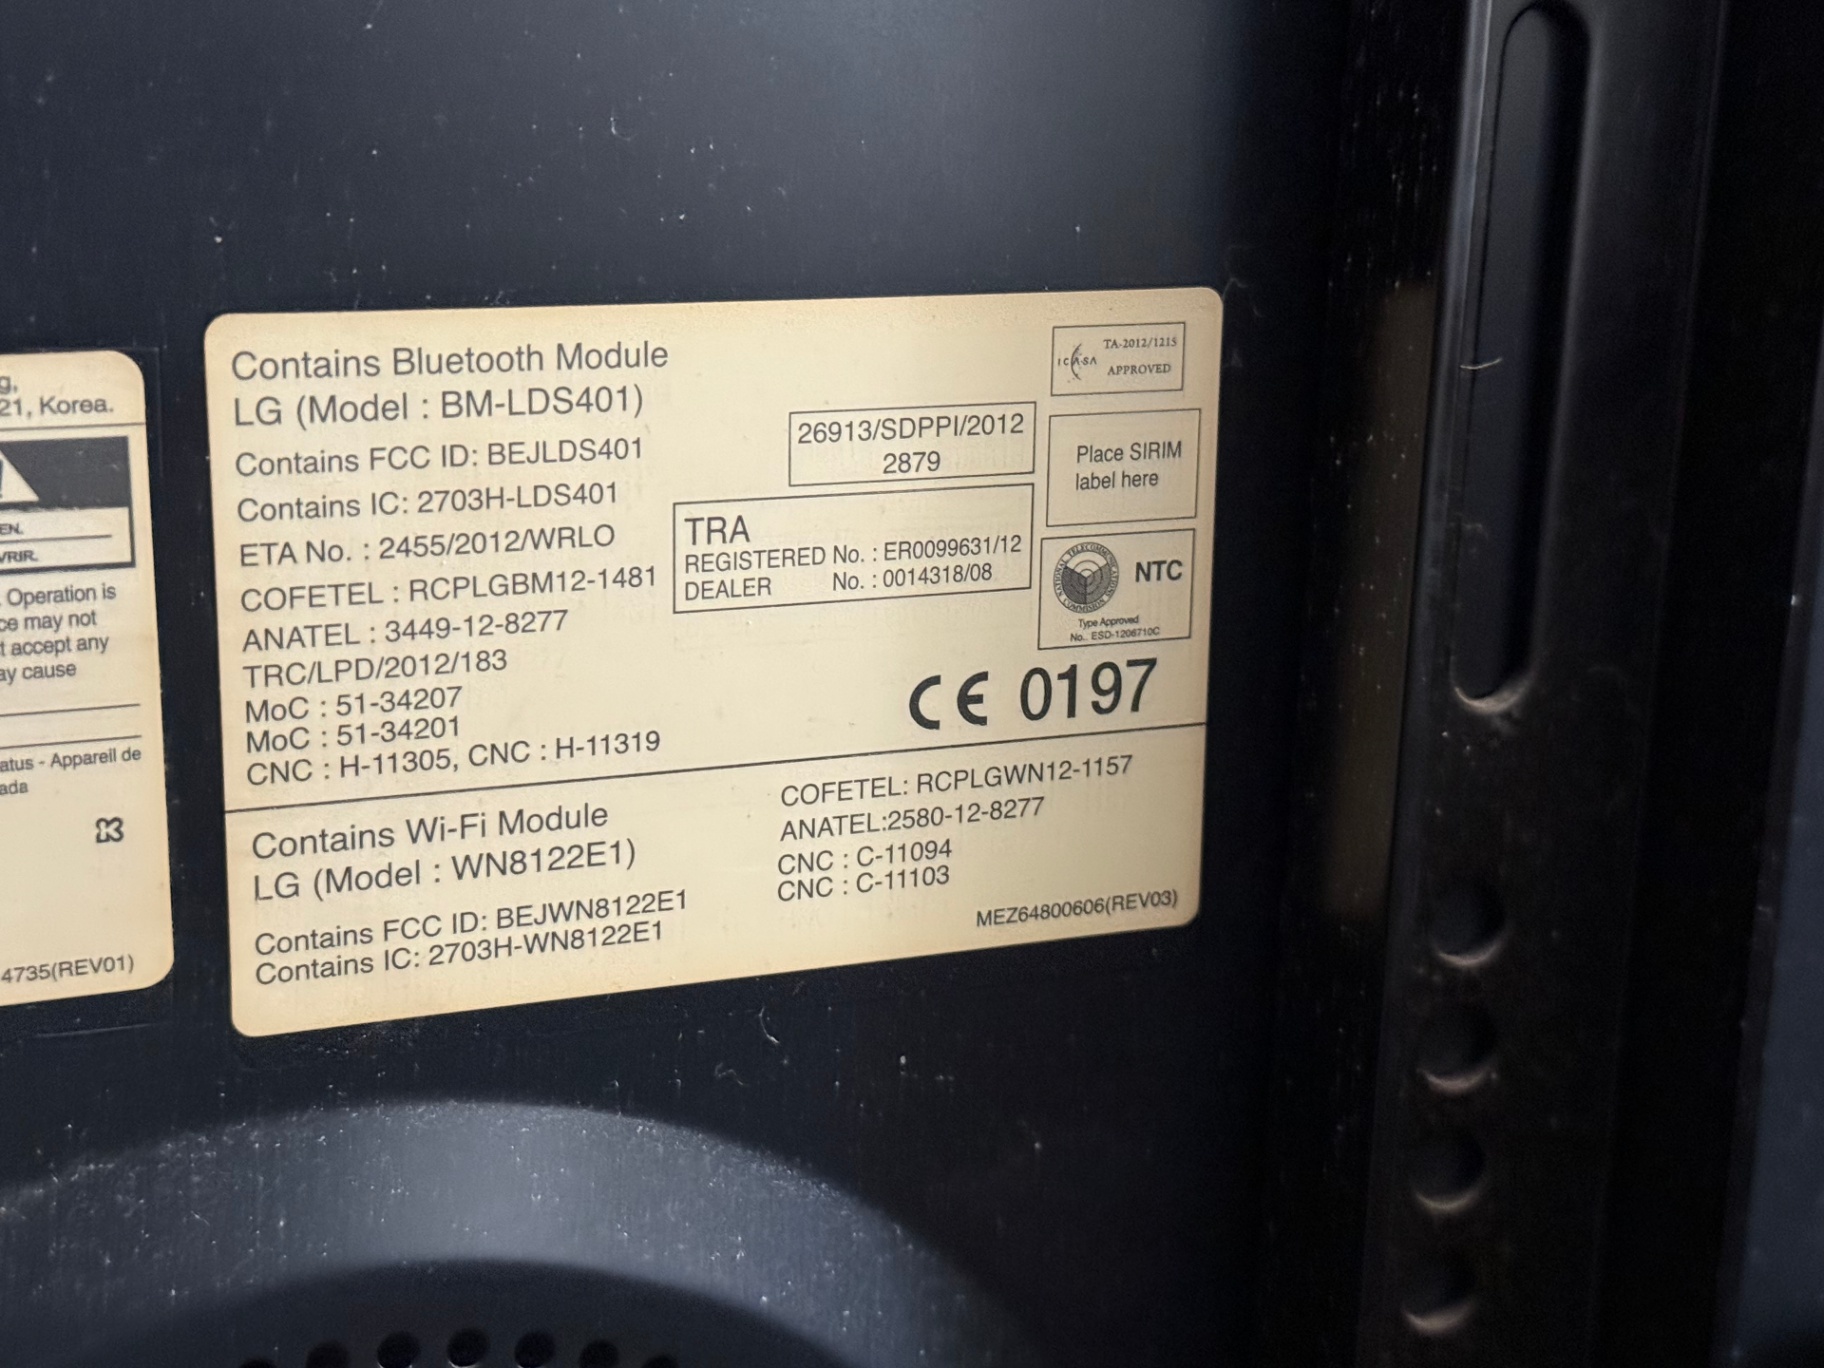 g,
21, Korea.
EN.
VRIR.
. Operation is
ce may not
t accept any
ay cause
atus - Appareil de
ada
4735(REV01)
Contains Bluetooth Module
LG (Model : BM-LDS401)
Contains FCC ID: BEJLDS401
Contains IC: 2703H-LDS401
ETA No. : 2455/2012/WRLO
COFETEL : RCPLGBM12-1481
ANATEL : 3449-12-8277
TRC/LPD/2012/183
MoC : 51-34207
MoC : 51-34201
CNC : H-11305, CNC : H-11319
26913/SDPPI/2012
2879
TRA
REGISTERED No. : ER0099631/12
DEALER No. : 0014318/08
ICASA
TA-2012/1215
APPROVED
Place SIRIM
label here
NATIONAL TELECOMMUNICATIONS COMMISSION
NTC
Type Approved
No.. ESD-1206710C
CE 0197
Contains Wi-Fi Module
LG (Model : WN8122E1)
Contains FCC ID: BEJWN8122E1
Contains IC: 2703H-WN8122E1
COFETEL: RCPLGWN12-1157
ANATEL:2580-12-8277
CNC : C-11094
CNC : C-11103
MEZ64800606(REV03)